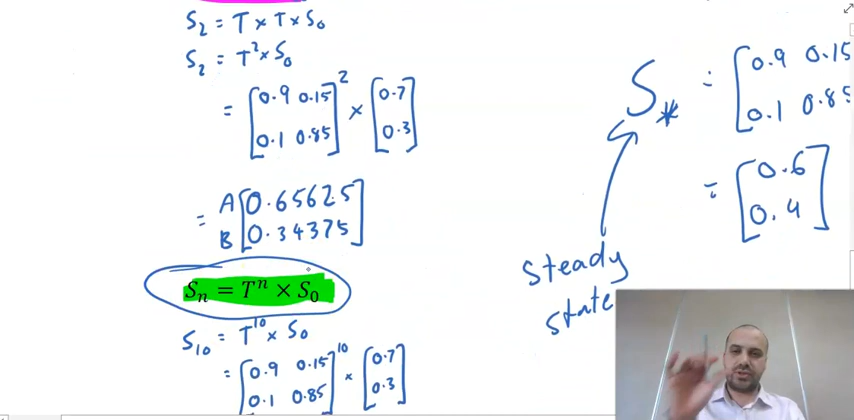 S₂ = T × T × S₀
S₂ = T² × S₀
= [0.9 0.15
0.1 0.85]² × [0.7
0.3]
= A [0.65625
B 0.34375]
Sₙ = Tⁿ × S₀
S₁₀ = T¹⁰ × S₀
= [0.9 0.15
0.1 0.85]¹⁰ × [0.7
0.3]
S* = [0.9 0.15
0.1 0.85
= [0.6
0.4]
steady
state